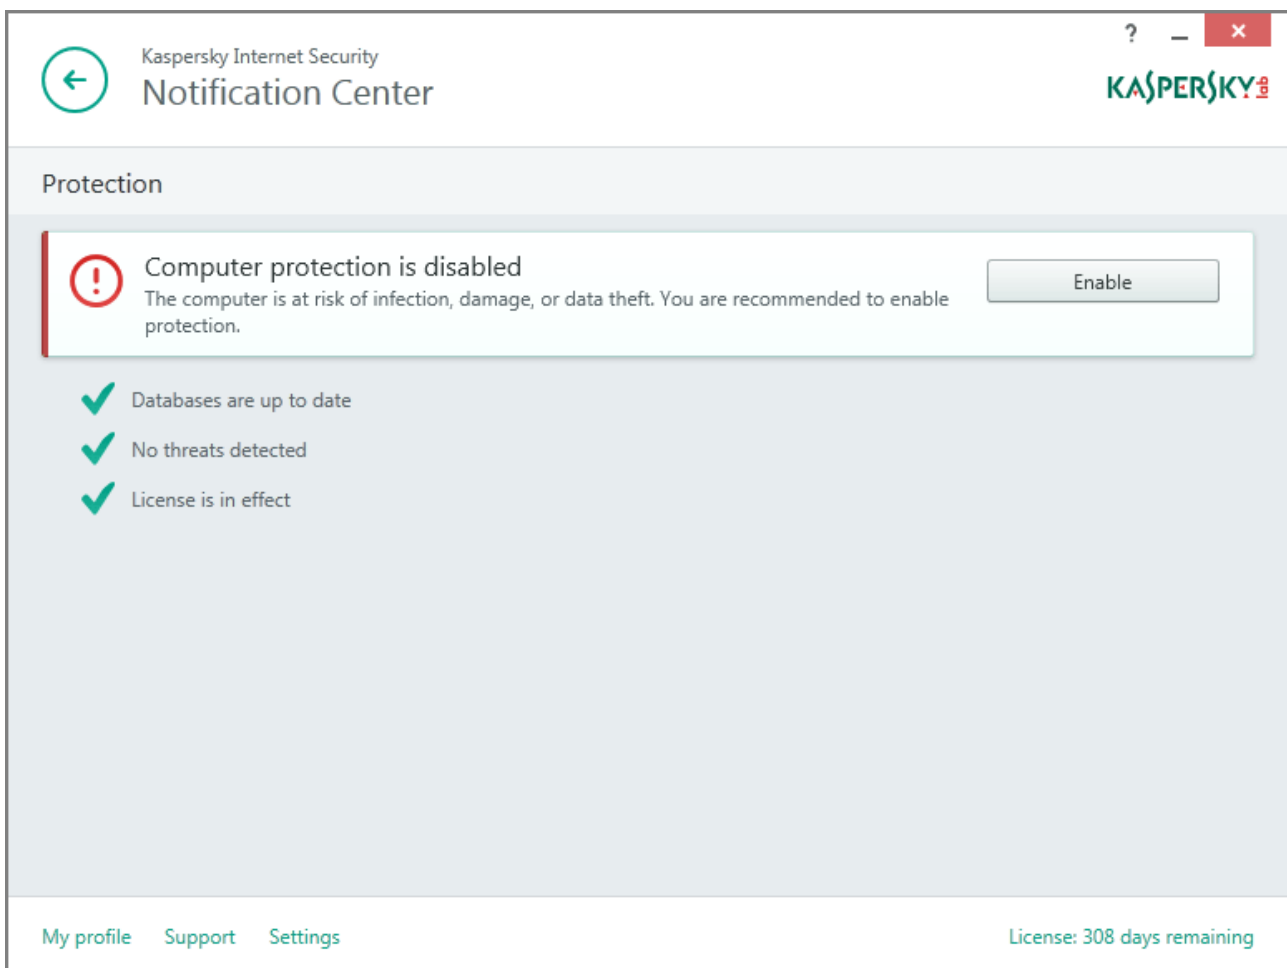 ?
Kaspersky Internet Security
Notification Center
KASPERSKY lab
Protection
Computer protection is disabled
The computer is at risk of infection, damage, or data theft. You are recommended to enable
protection.
Enable
Databases are up to date
No threats detected
License is in effect
My profile Support Settings License: 308 days remaining